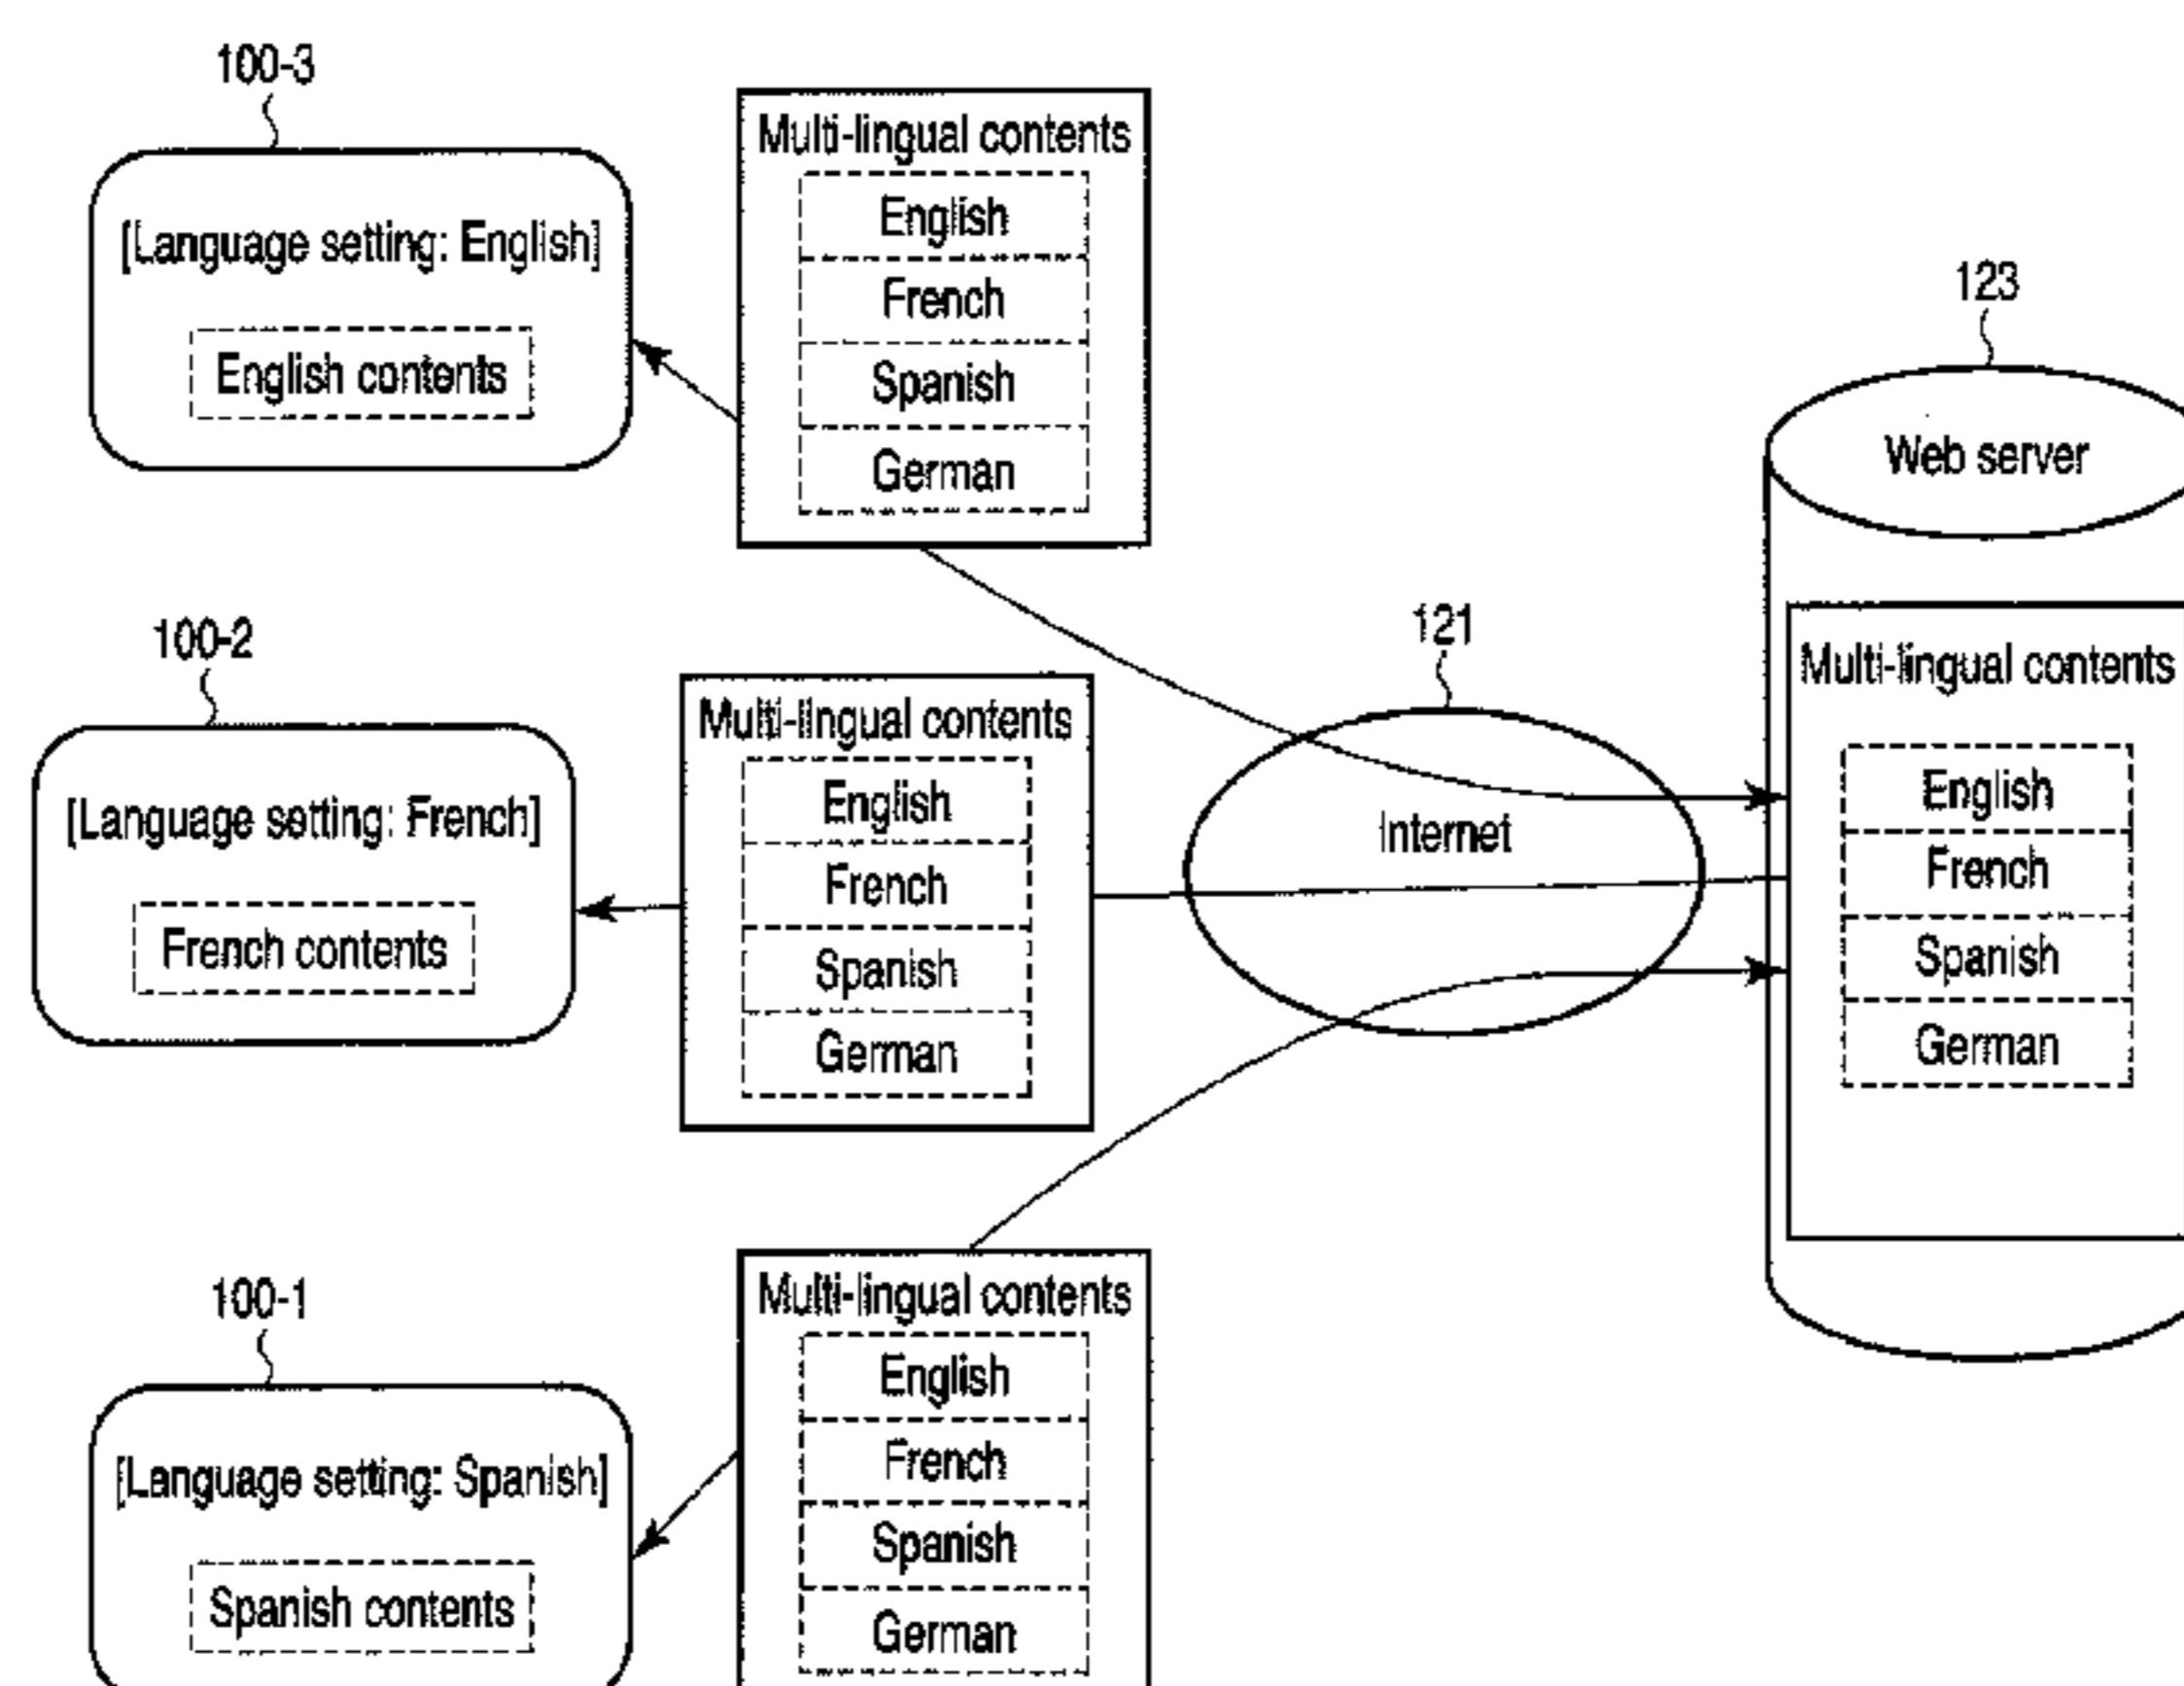 100-3
[Language setting: English]
English contents
Multi-lingual contents
English
French
Spanish
German
123
Web server
Multi-lingual contents
English
French
Spanish
German
121
Internet
100-2
[Language setting: French]
French contents
Multi-lingual contents
English
French
Spanish
German
100-1
[Language setting: Spanish]
Spanish contents
Multi-lingual contents
English
French
Spanish
German